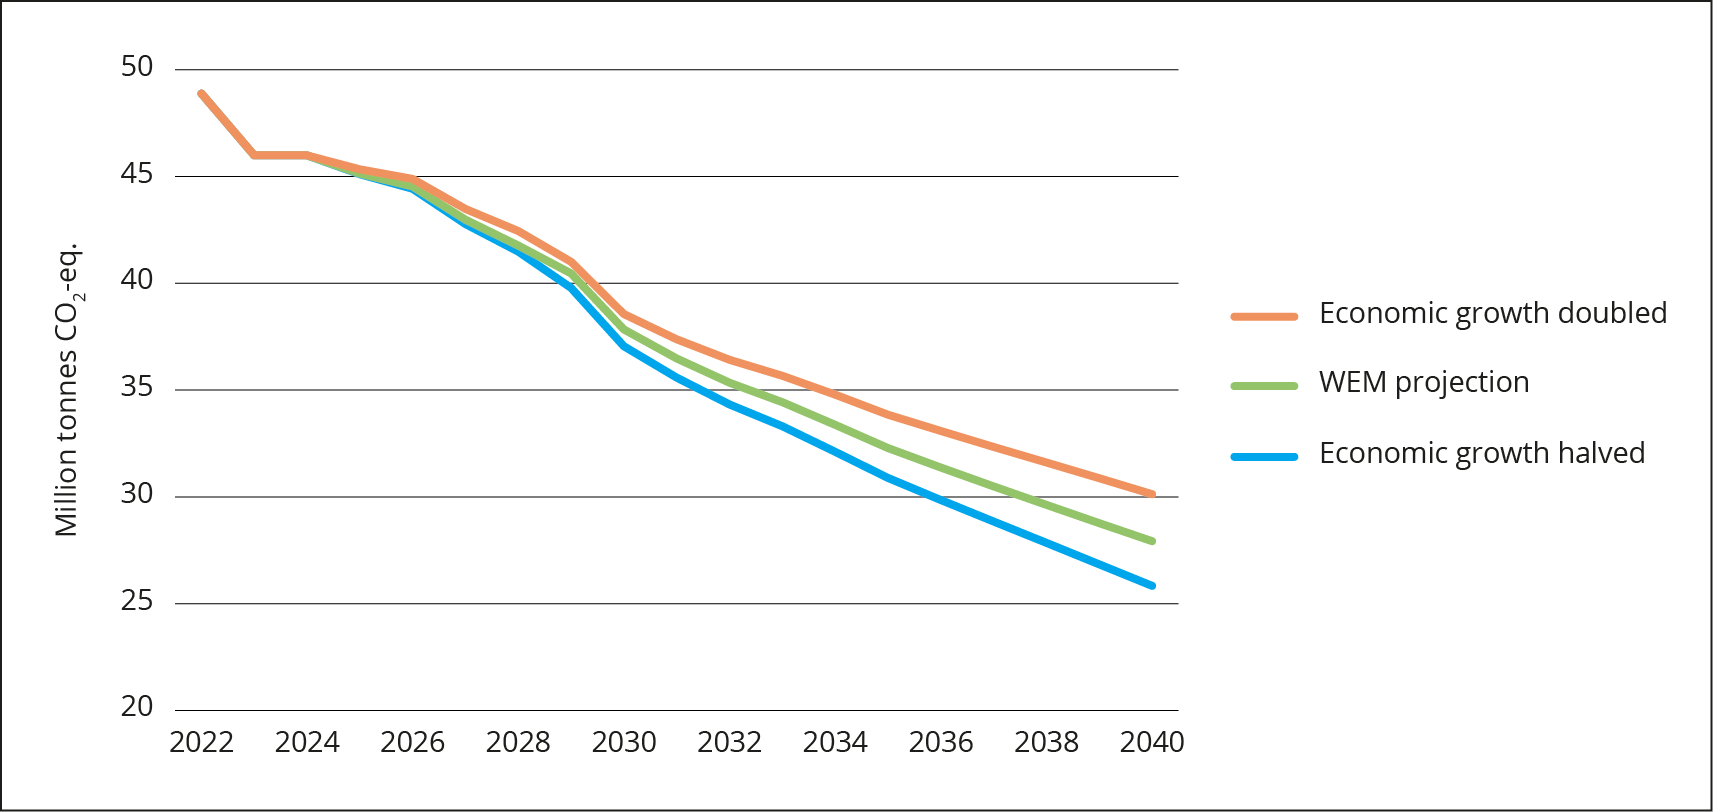 Million tonnes CO₂-eq.
50
45
40
35
30
25
20
2022 2024 2026 2028 2030 2032 2034 2036 2038 2040
Economic growth doubled
WEM projection
Economic growth halved